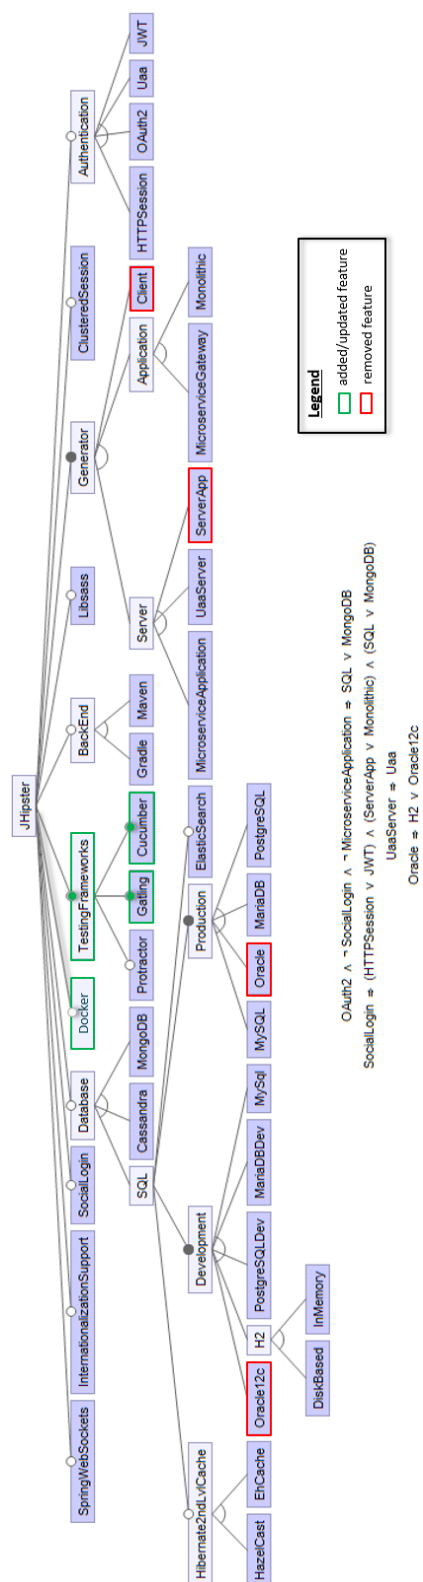 JHipster
SpringWebSockets
InternationalizationSupport
SocialLogin
Database
Docker
TestingFrameworks
BackEnd
Libsass
Generator
ClusteredSession
Authentication
SQL
Cassandra
MongoDB
Protractor
Gatling
Cucumber
Gradle
Maven
Server
Application
Client
HTTPSession
OAuth2
Uaa
JWT
Hibernate2ndLvlCache
Development
Production
ElasticSearch
MicroserviceApplication
UaaServer
ServerApp
MicroserviceGateway
Monolithic
HazelCast
EhCache
Oracle12c
H2
PostgreSQLDev
MariaDBDev
MySql
MySQL
Oracle
MariaDB
PostgreSQL
DiskBased
InMemory
Legend
added/updated feature
removed feature
OAuth2 ∧ ¬ SocialLogin ∧ ¬ MicroserviceApplication ⇒ SQL ∨ MongoDB
SocialLogin ⇒ (HTTPSession ∨ JWT) ∧ (ServerApp ∨ Monolithic) ∧ (SQL ∨ MongoDB)
UaaServer ⇒ Uaa
Oracle ⇒ H2 ∨ Oracle12c